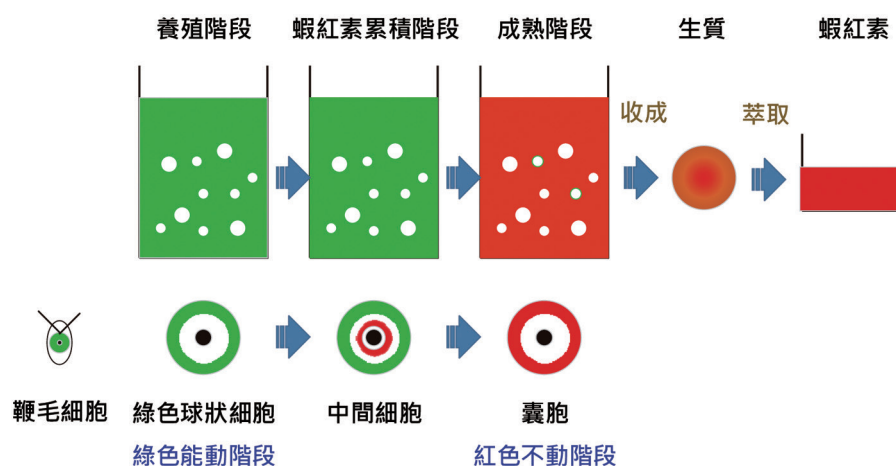 養殖階段
蝦紅素累積階段
成熟階段
生質
蝦紅素
收成
萃取
鞭毛細胞
綠色球狀細胞
中間細胞
囊胞
綠色能動階段
紅色不動階段